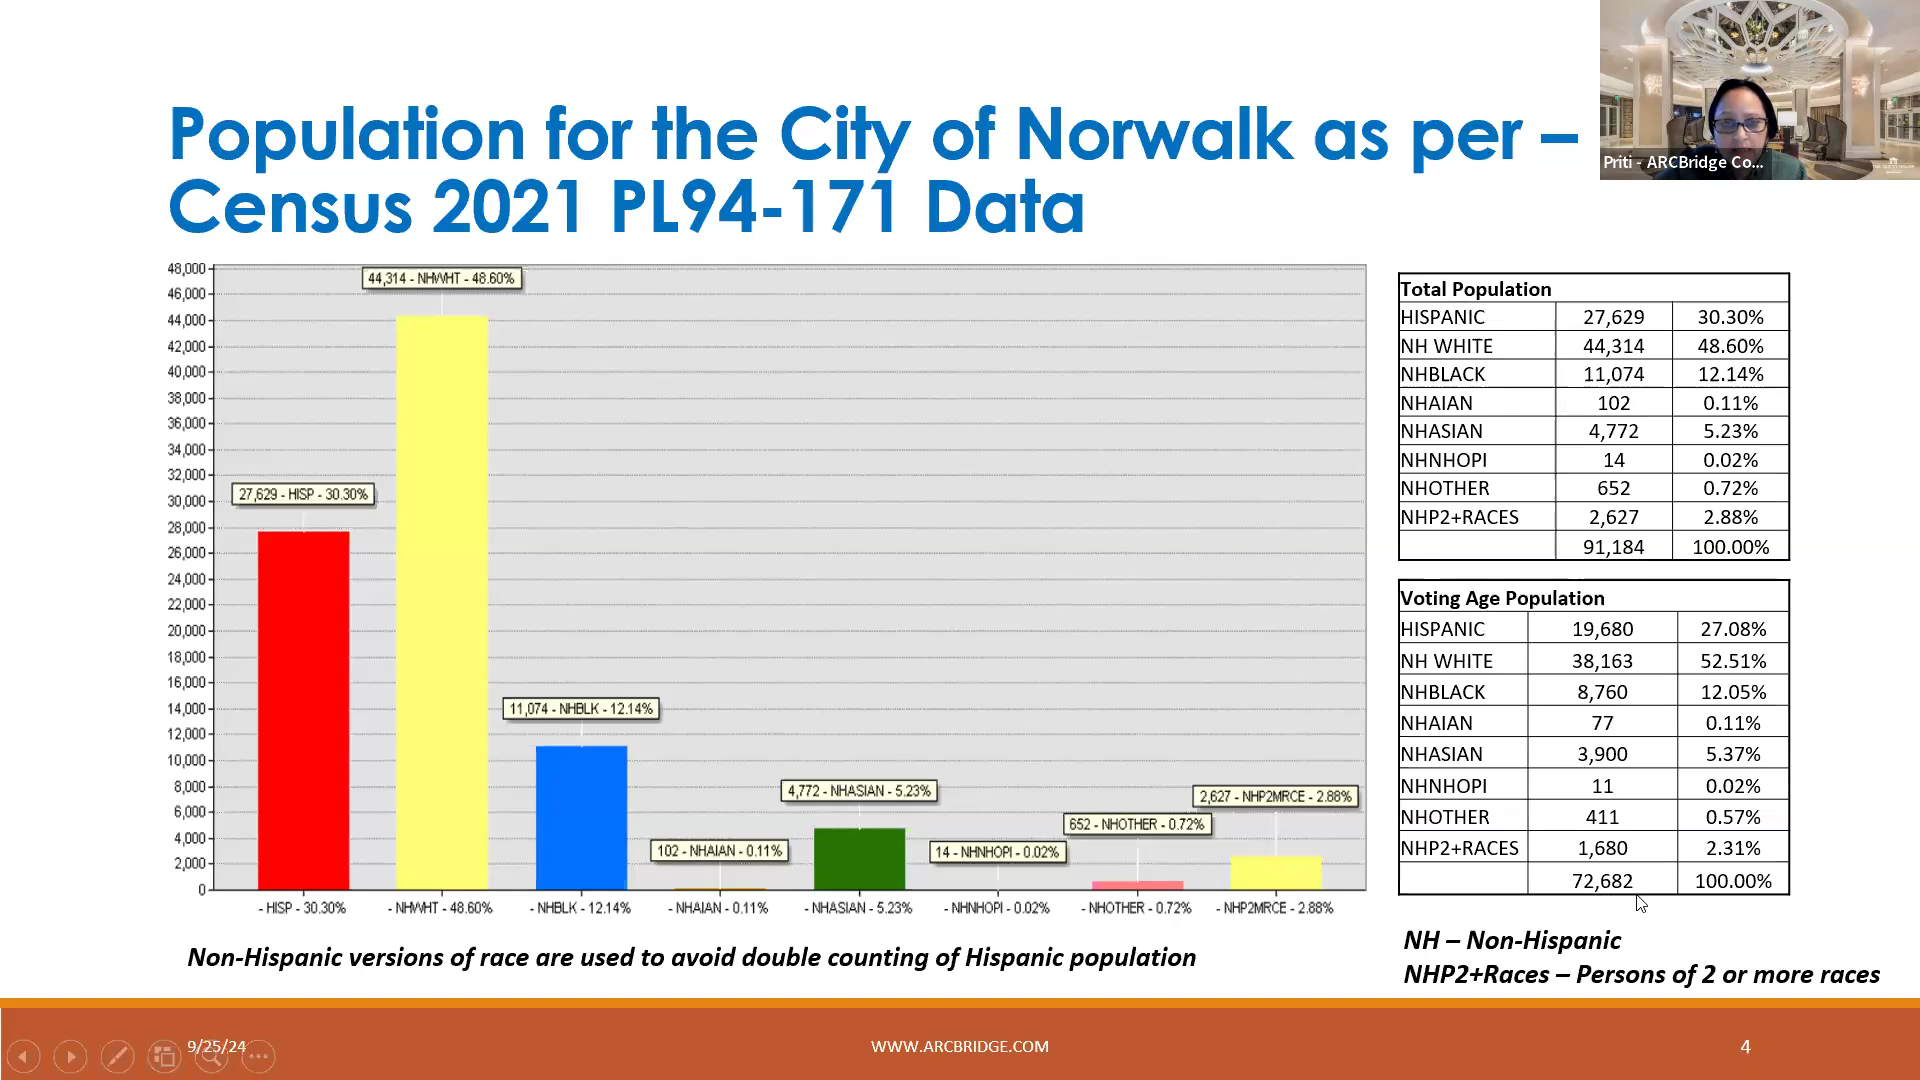 Population for the City of Norwalk as per –
Census 2021 PL94-171 Data
Priti - ARCBridge Co...
48,000
46,000
44,000
42,000
40,000
38,000
36,000
34,000
32,000
30,000
28,000
26,000
24,000
22,000
20,000
18,000
16,000
14,000
12,000
10,000
8,000
6,000
4,000
2,000
0
27,629 - HISP - 30.30%
44,314 - NHWHT - 48.60%
11,074 - NHBLK - 12.14%
102 - NHAIAN - 0.11%
4,772 - NHASIAN - 5.23%
14 - NHNHOPI - 0.02%
652 - NHOTHER - 0.72%
2,627 - NHP2MRCE - 2.88%
- HISP - 30.30% - NHWHT - 48.60% - NHBLK - 12.14% - NHAIAN - 0.11% - NHASIAN - 5.23% - NHNHOPI - 0.02% - NHOTHER - 0.72% - NHP2MRCE - 2.88%
Non-Hispanic versions of race are used to avoid double counting of Hispanic population
Total Population
HISPANIC 27,629 30.30%
NH WHITE 44,314 48.60%
NHBLACK 11,074 12.14%
NHAIAN 102 0.11%
NHASIAN 4,772 5.23%
NHNHOPI 14 0.02%
NHOTHER 652 0.72%
NHP2+RACES 2,627 2.88%
91,184 100.00%
Voting Age Population
HISPANIC 19,680 27.08%
NH WHITE 38,163 52.51%
NHBLACK 8,760 12.05%
NHAIAN 77 0.11%
NHASIAN 3,900 5.37%
NHNHOPI 11 0.02%
NHOTHER 411 0.57%
NHP2+RACES 1,680 2.31%
72,682 100.00%
NH – Non-Hispanic
NHP2+Races – Persons of 2 or more races
9/25/24 WWW.ARCBRIDGE.COM 4